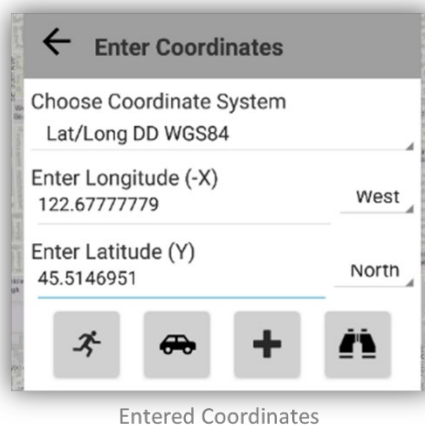 Enter Coordinates
Choose Coordinate System
Lat/Long DD WGS84
Enter Longitude (-X)
122.67777779 West
Enter Latitude (Y)
45.5146951 North
Entered Coordinates